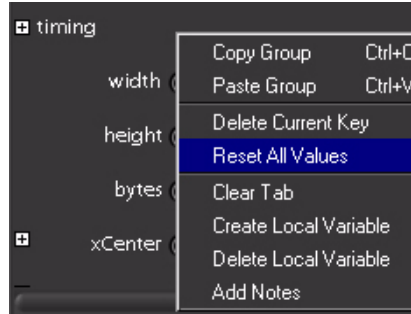 timing
width
height
bytes
xCenter
Copy Group
Paste Group Ctrl+V
Delete Current Key
Reset All Values
Clear Tab
Create Local Variable
Delete Local Variable
Add Notes